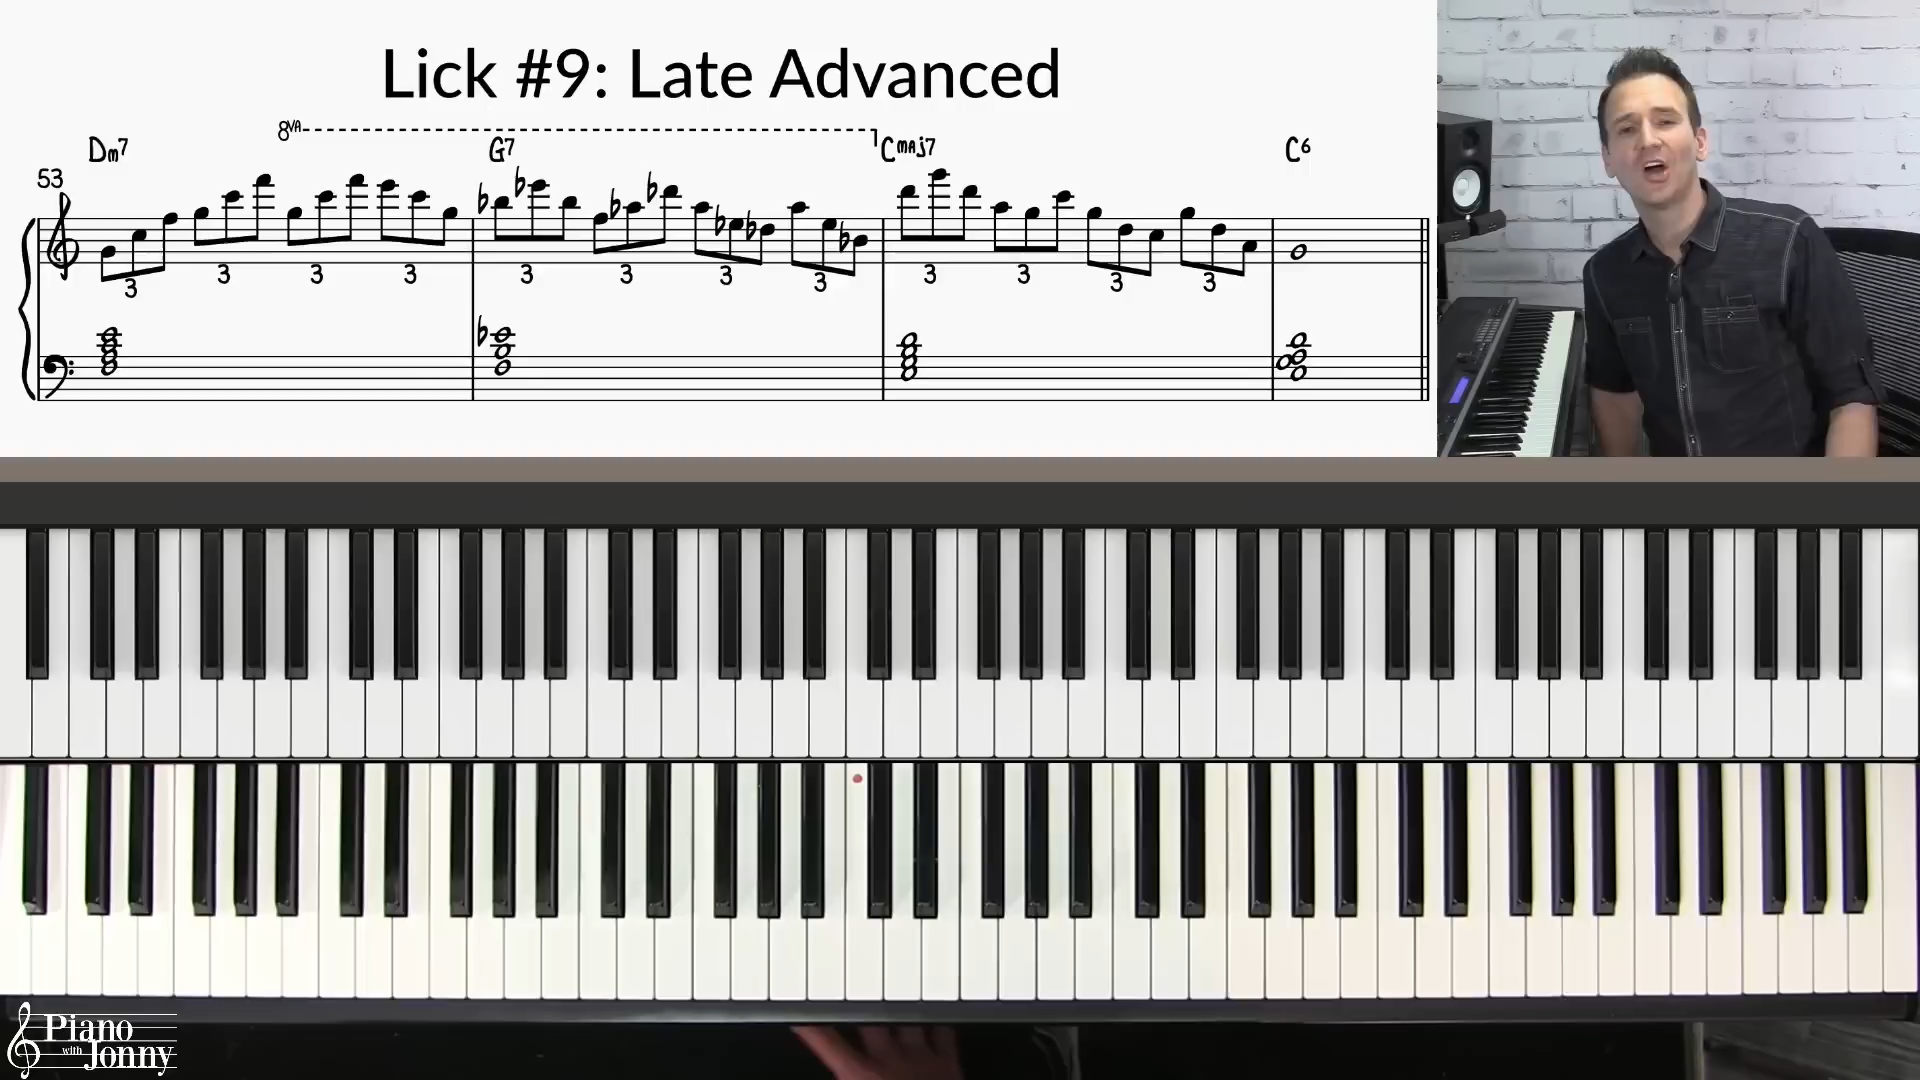 Lick #9: Late Advanced
8VA
Dm7 G7 Cmaj7 C6
53
3 3 3 3 3 3 3 3 3 3 3 3
Piano
with Jonny